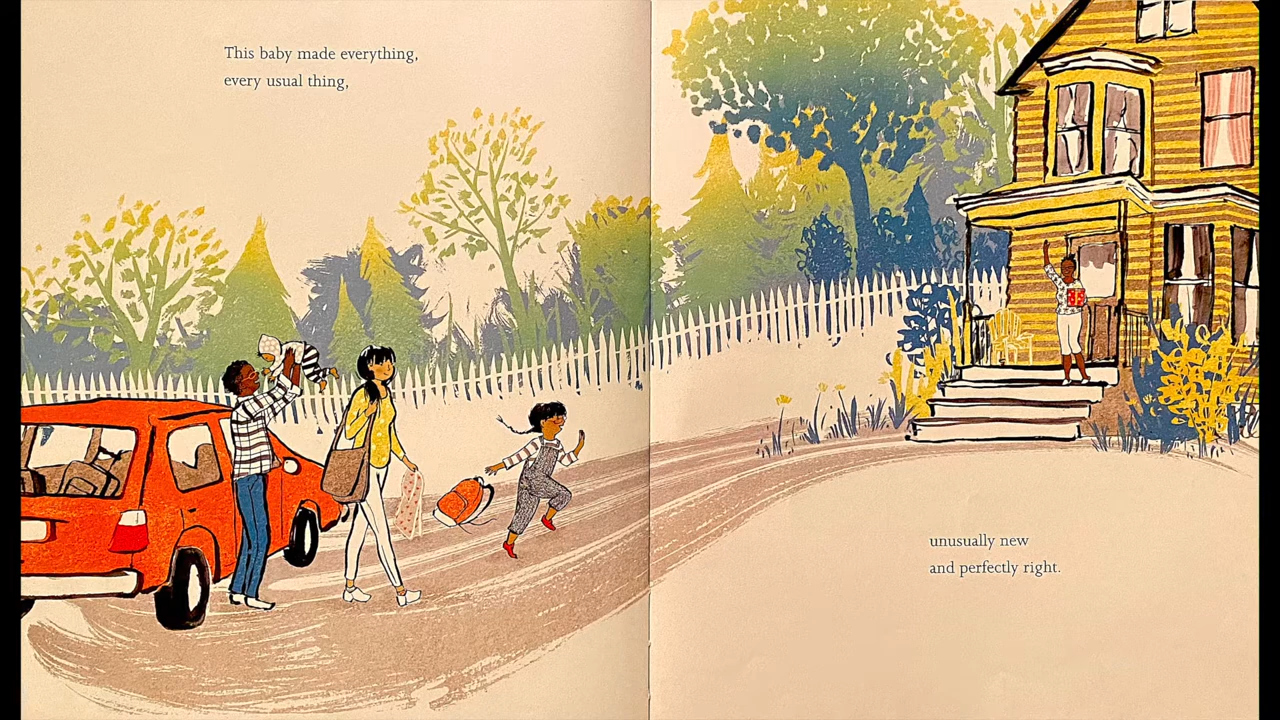 This baby made everything,
every usual thing,
unusually new
and perfectly right.